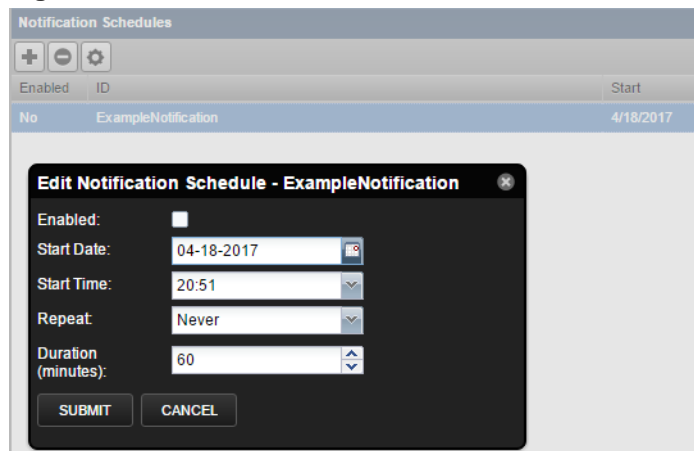 Notification Schedules
Enabled ID Start
No ExampleNotification 4/18/2017
Edit Notification Schedule - ExampleNotification
Enabled:
Start Date: 04-18-2017
Start Time: 20:51
Repeat: Never
Duration
(minutes): 60
SUBMIT CANCEL